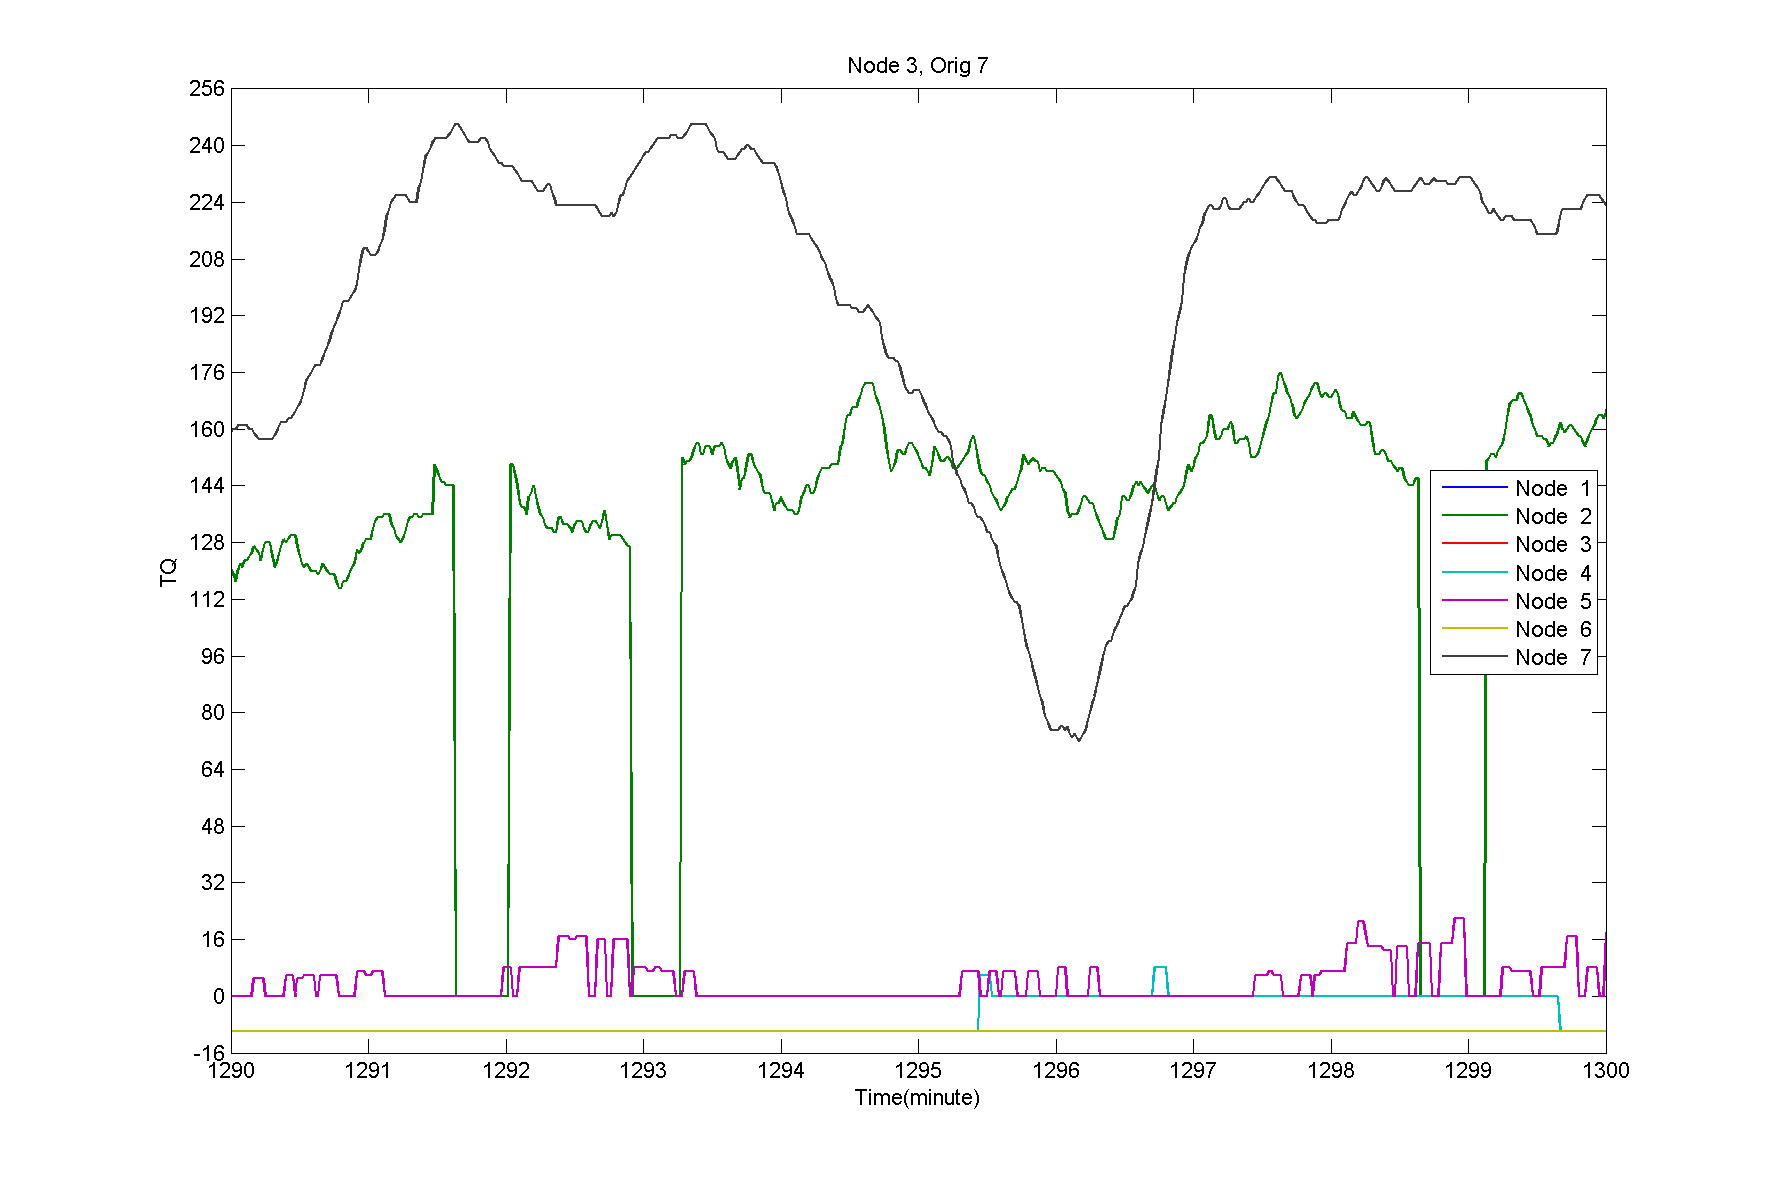 Node 3, Orig 7
256
240
224
208
192
176
160
144
128
112
96
80
64
48
32
16
0
-16
TQ
Node 1
Node 2
Node 3
Node 4
Node 5
Node 6
Node 7
1290 1291 1292 1293 1294 1295 1296 1297 1298 1299 1300
Time(minute)